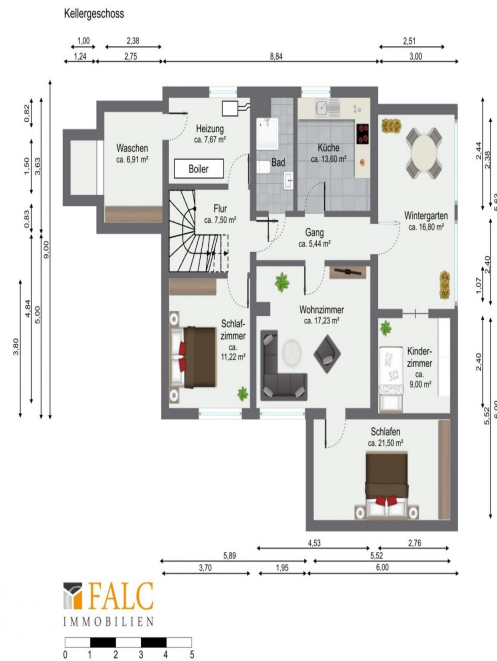 Kellergeschoss
1,00
2,38
2,51
1,24
2,75
8,84
3,00
0,82
1,50
3,63
0,83
9,00
4,84
5,00
3,80
Waschen
ca. 6,91 m²
Heizung
ca. 7,67 m²
Boiler
Bad
Küche
ca. 13,60 m²
Flur
ca. 7,50 m²
Gang
ca. 5,44 m²
Wintergarten
ca. 16,80 m²
Wohnzimmer
ca. 17,23 m²
Schlaf-
zimmer
ca.
11,22 m²
Kinder-
zimmer
ca.
9,00 m²
Schlafen
ca. 21,50 m²
2,44
2,38
2,40
1,07
2,40
5,52
4,53
2,76
5,89
5,52
3,70
1,95
6,00
FALC
IMMOBILIEN
0 1 2 3 4 5